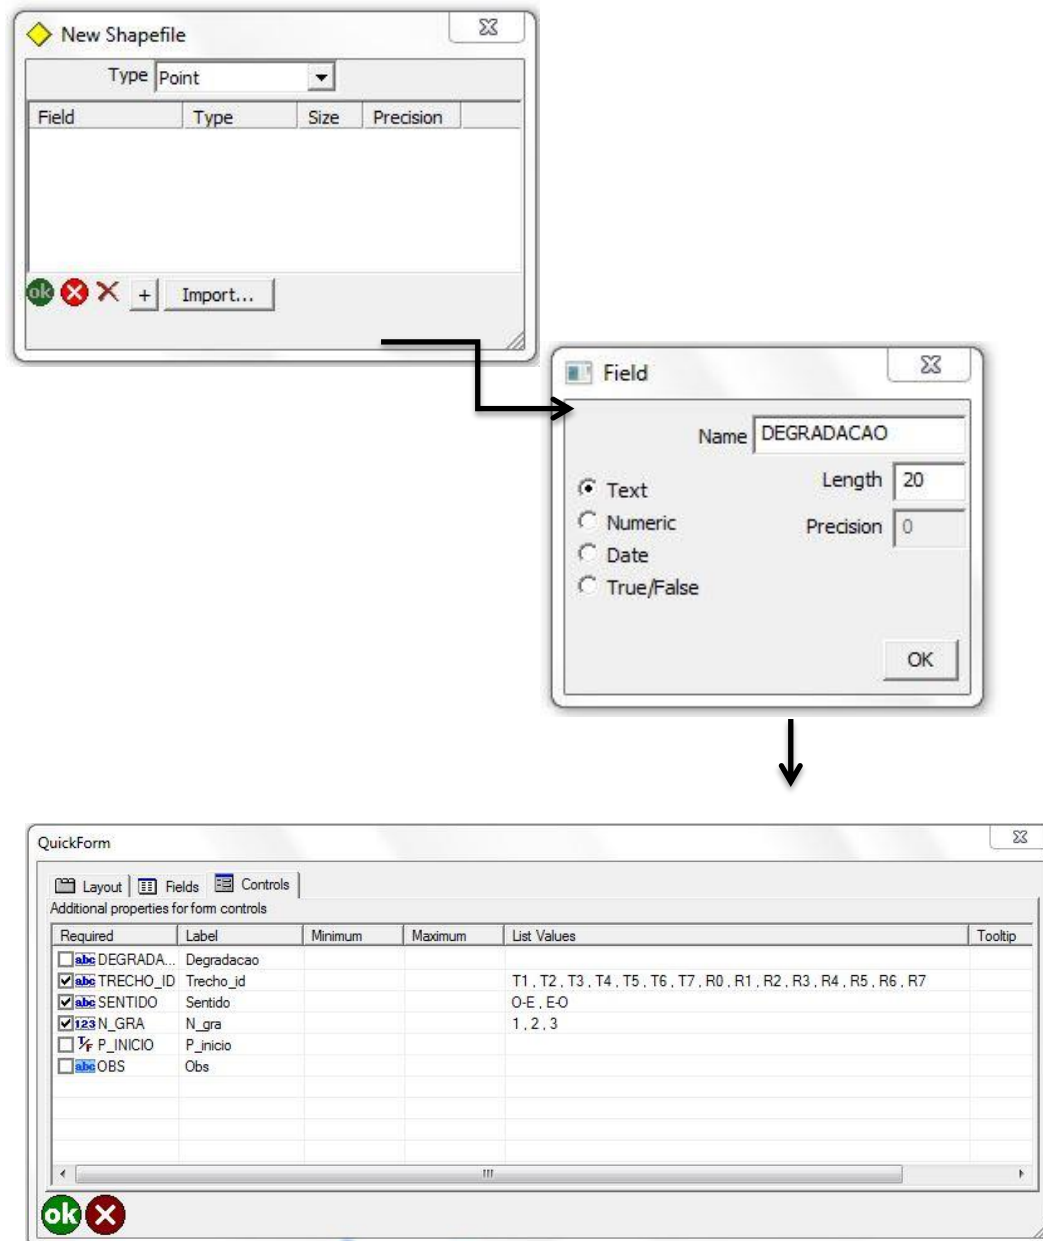 New Shapefile
Type Point
Field Type Size Precision
ok + Import...
Field
Name DEGRADACAO
Text Length 20
Numeric Precision 0
Date
True/False
OK
QuickForm
Layout Fields Controls
Additional properties for form controls
Required Label Minimum Maximum List Values Tooltip
abc DEGRADA... Degradacao
abc TRECHO_ID Trecho_id T1 , T2 , T3 , T4 , T5 , T6 , T7 , R0 , R1 , R2 , R3 , R4 , R5 , R6 , R7
abc SENTIDO Sentido O-E , E-O
123 N_GRA N_gra 1 , 2 , 3
T/F P_INICIO P_inicio
abc OBS Obs
ok